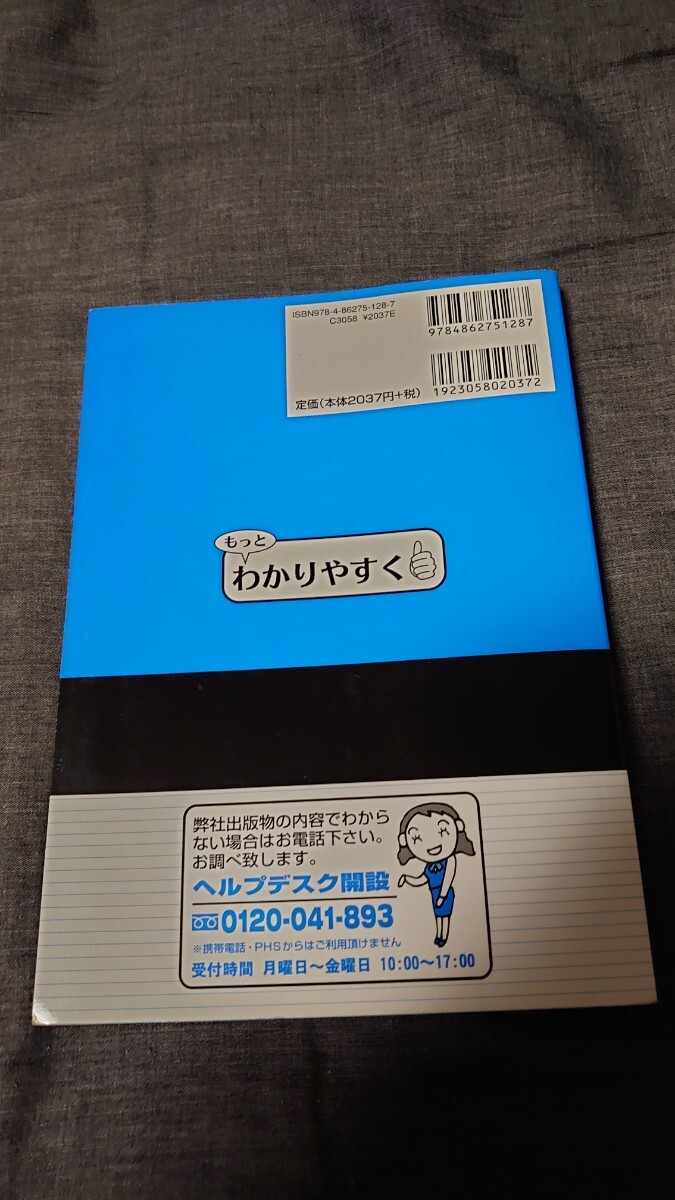 ISBN978-4-86275-128-7
C3058 ¥2037E
9784862751287
1923058020372
定価(本体2037円+税)
もっと
わかりやすく
弊社出版物の内容でわから
ない場合はお電話下さい。
お調べ致します。
ヘルプデスク開設
0120-041-893
※携帯電話・PHSからはご利用頂けません
受付時間 月曜日〜金曜日 10:00〜17:00